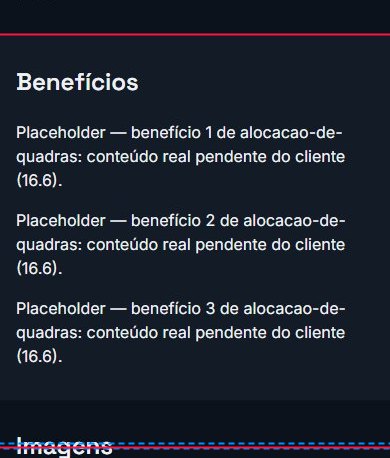 Benefícios
Placeholder — benefício 1 de alocacao-de-
quadras: conteúdo real pendente do cliente
(16.6).
Placeholder — benefício 2 de alocacao-de-
quadras: conteúdo real pendente do cliente
(16.6).
Placeholder — benefício 3 de alocacao-de-
quadras: conteúdo real pendente do cliente
(16.6).
Imagens